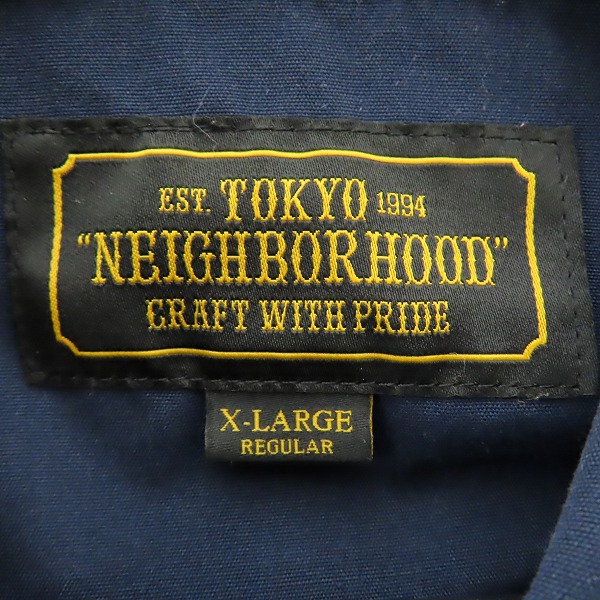 EST. TOKYO 1994
"NEIGHBORHOOD"
CRAFT WITH PRIDE
X-LARGE
REGULAR